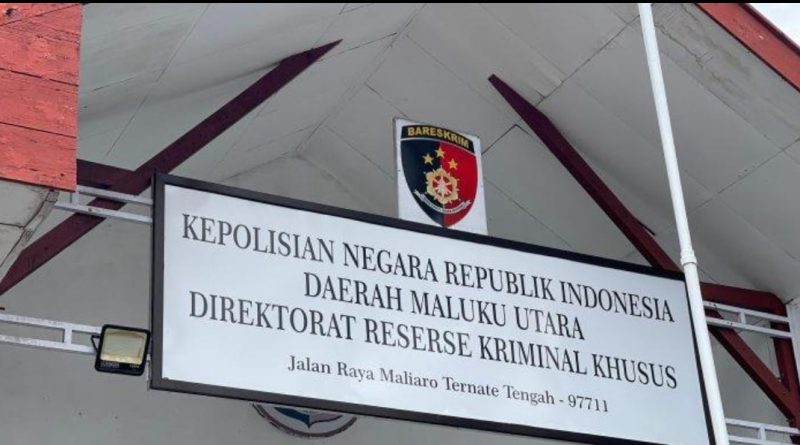 BARESKRIM
KEPOLISIAN NEGARA REPUBLIK INDONESIA
DAERAH MALUKU UTARA
DIREKTORAT RESERSE KRIMINAL KHUSUS
Jalan Raya Maliaro Ternate Tengah - 97711